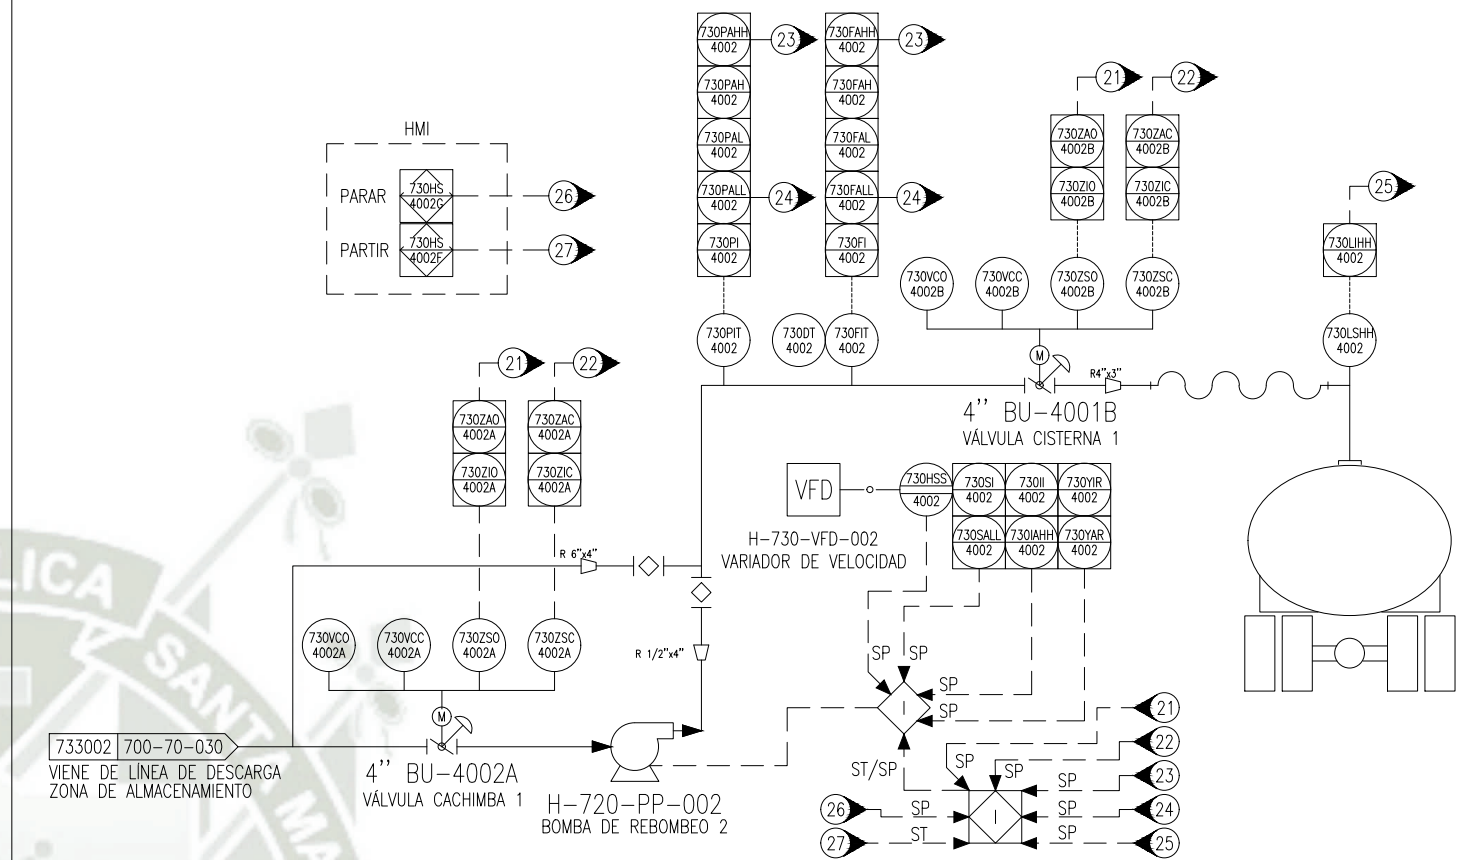 730PAHH
4002
23
730PAH
4002
730PAL
4002
730PALL
4002
24
730PI
4002
730PIT
4002
730FAHH
4002
23
730FAH
4002
730FAL
4002
730FALL
4002
24
730FI
4002
730DT
4002
730FIT
4002
HMI
PARAR
730HS
4002G
26
PARTIR
730HS
4002F
27
21
22
730ZAO
4002B
730ZAC
4002B
730ZIO
4002B
730ZIC
4002B
730VCO
4002B
730VCC
4002B
730ZSO
4002B
730ZSC
4002B
M
R4"x3"
4'' BU-4001B
VÁLVULA CISTERNA 1
25
730LIHH
4002
730LSHH
4002
21
22
730ZAO
4002A
730ZAC
4002A
730ZIO
4002A
730ZIC
4002A
730VCO
4002A
730VCC
4002A
730ZSO
4002A
730ZSC
4002A
M
R 6"x4"
R 1/2"x4"
VFD
H-730-VFD-002
VARIADOR DE VELOCIDAD
730HSS
4002
730SI
4002
730II
4002
730YIR
4002
730SALL
4002
730IAHH
4002
730YAR
4002
SP
SP
SP
SP
I
733002 700-70-030
VIENE DE LÍNEA DE DESCARGA
ZONA DE ALMACENAMIENTO
4'' BU-4002A
VÁLVULA CACHIMBA 1
H-720-PP-002
BOMBA DE REBOMBEO 2
ST/SP
SP
SP
21
22
SP
23
26
SP
I
SP
24
27
ST
SP
25
ICA
SANTA MA